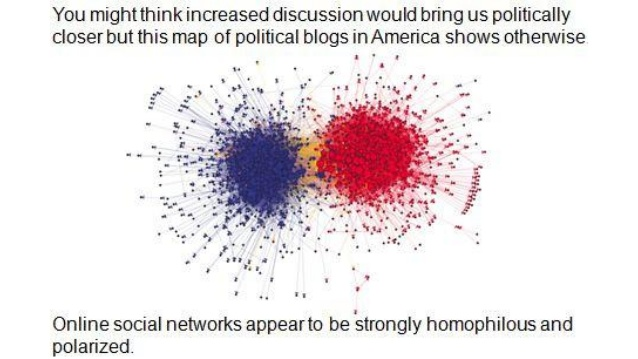 You might think increased discussion would bring us politically
closer but this map of political blogs in America shows otherwise
Online social networks appear to be strongly homophilous and
polarized.